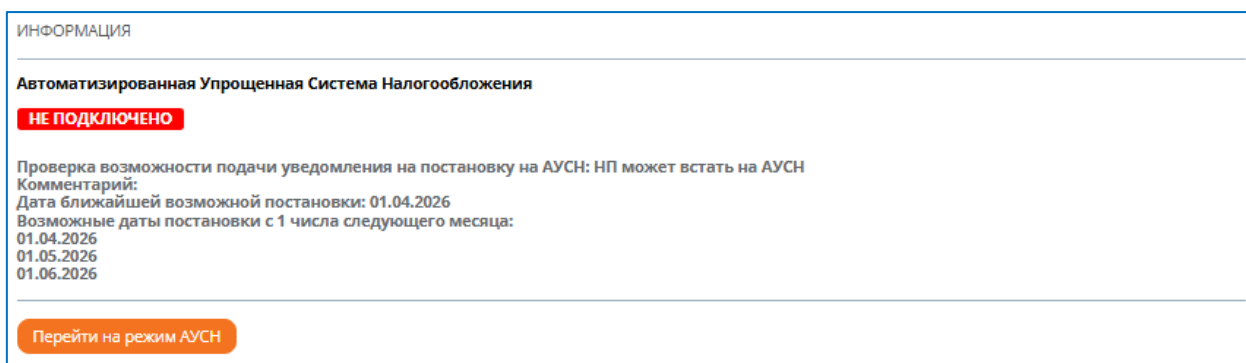 ИНФОРМАЦИЯ
Автоматизированная Упрощенная Система Налогообложения
НЕ ПОДКЛЮЧЕНО
Проверка возможности подачи уведомления на постановку на АУСН: НП может встать на АУСН
Комментарий:
Дата ближайшей возможной постановки: 01.04.2026
Возможные даты постановки с 1 числа следующего месяца:
01.04.2026
01.05.2026
01.06.2026
Перейти на режим АУСН